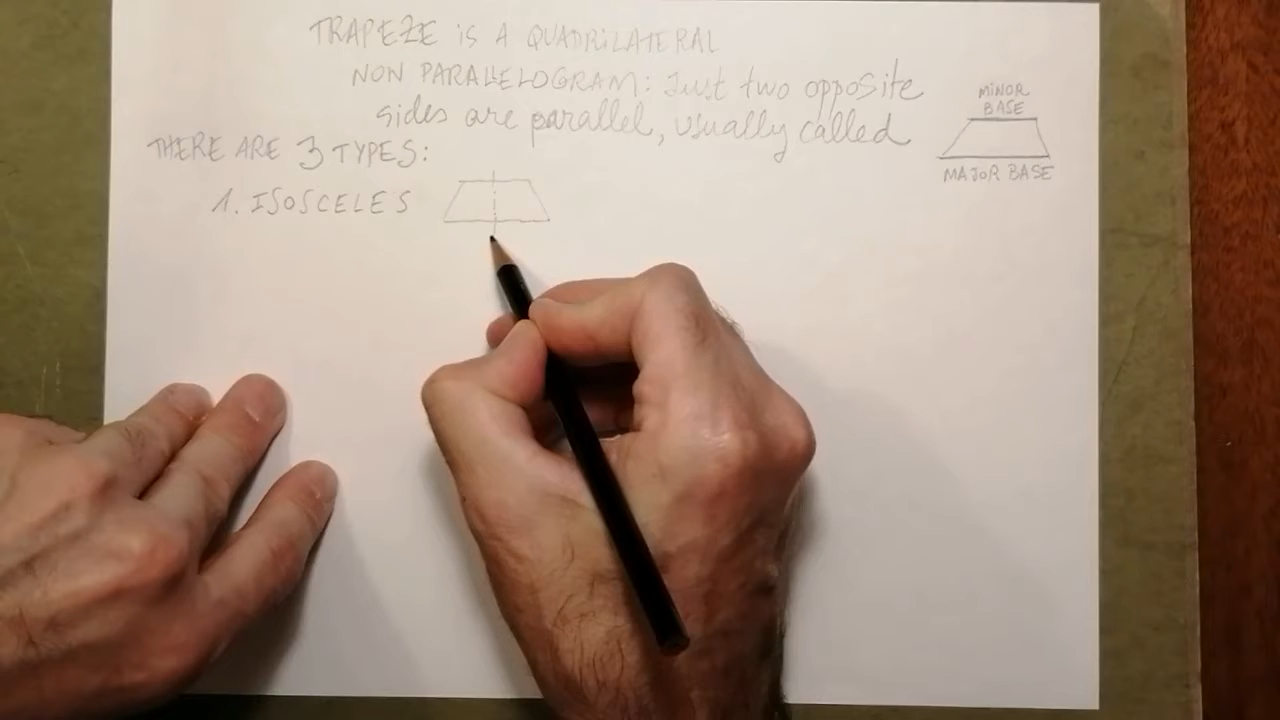 TRAPEZE iS A QUADRiLATERAL
NON PARALLELOGRAM: Just two opposite
sides are parallel, usually called
MiNOR
BASE
MAJOR BASE
THERE ARE 3 TYPES:
1. ISOSCELES